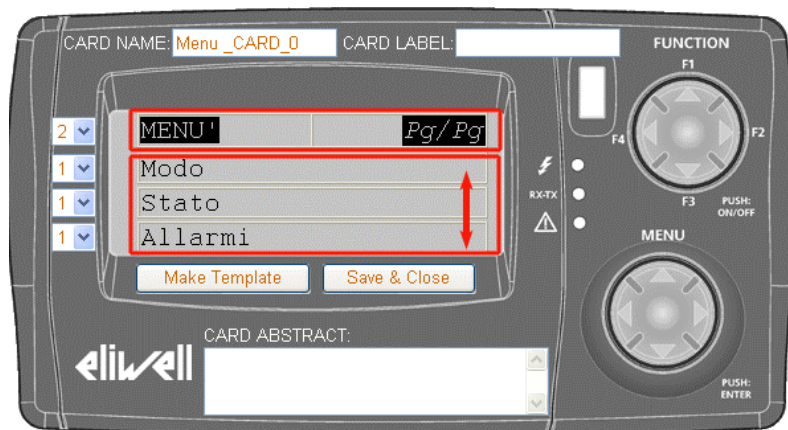 CARD NAME: Menu _CARD_0 CARD LABEL:
FUNCTION
F1
F4
F2
F3
PUSH:
ON/OFF
2
MENU' Pg/Pg
1
Modo
1
Stato
1
Allarmi
RX-TX
MENU
Make Template Save & Close
CARD ABSTRACT:
eliwell
PUSH:
ENTER